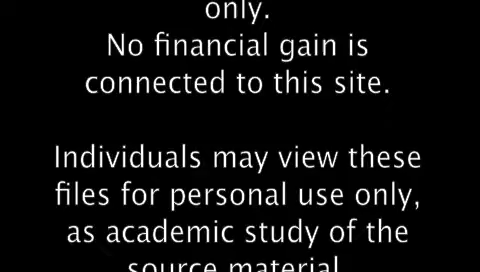 only.
No financial gain is
connected to this site.
Individuals may view these
files for personal use only,
as academic study of the
source material